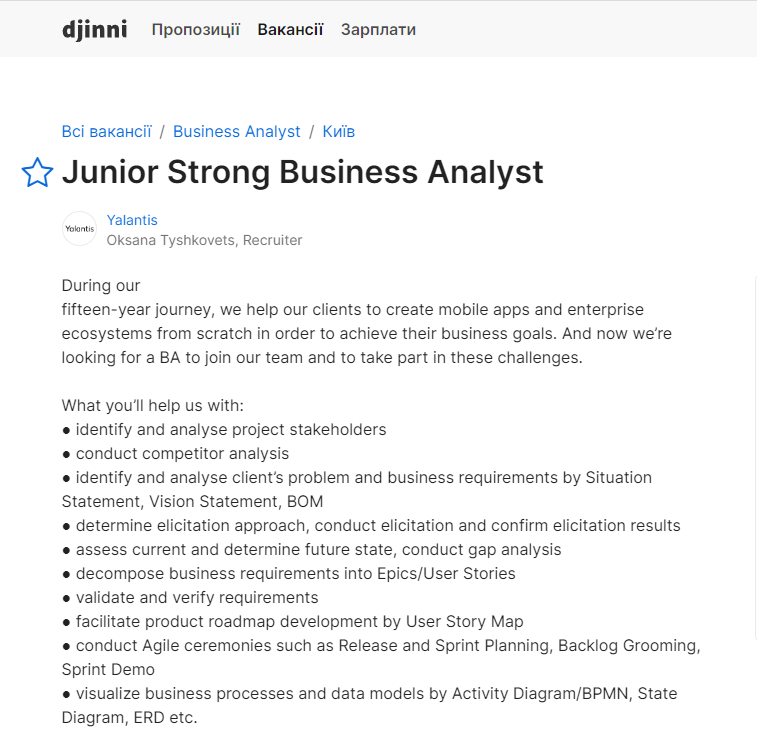 djinni Пропозиції Вакансії Зарплати
Всі вакансії / Business Analyst / Київ
Junior Strong Business Analyst
Yalantis
Yalantis
Oksana Tyshkovets, Recruiter
During our
fifteen-year journey, we help our clients to create mobile apps and enterprise
ecosystems from scratch in order to achieve their business goals. And now we’re
looking for a BA to join our team and to take part in these challenges.
What you’ll help us with:
● identify and analyse project stakeholders
● conduct competitor analysis
● identify and analyse client’s problem and business requirements by Situation
Statement, Vision Statement, BOM
● determine elicitation approach, conduct elicitation and confirm elicitation results
● assess current and determine future state, conduct gap analysis
● decompose business requirements into Epics/User Stories
● validate and verify requirements
● facilitate product roadmap development by User Story Map
● conduct Agile ceremonies such as Release and Sprint Planning, Backlog Grooming,
Sprint Demo
● visualize business processes and data models by Activity Diagram/BPMN, State
Diagram, ERD etc.